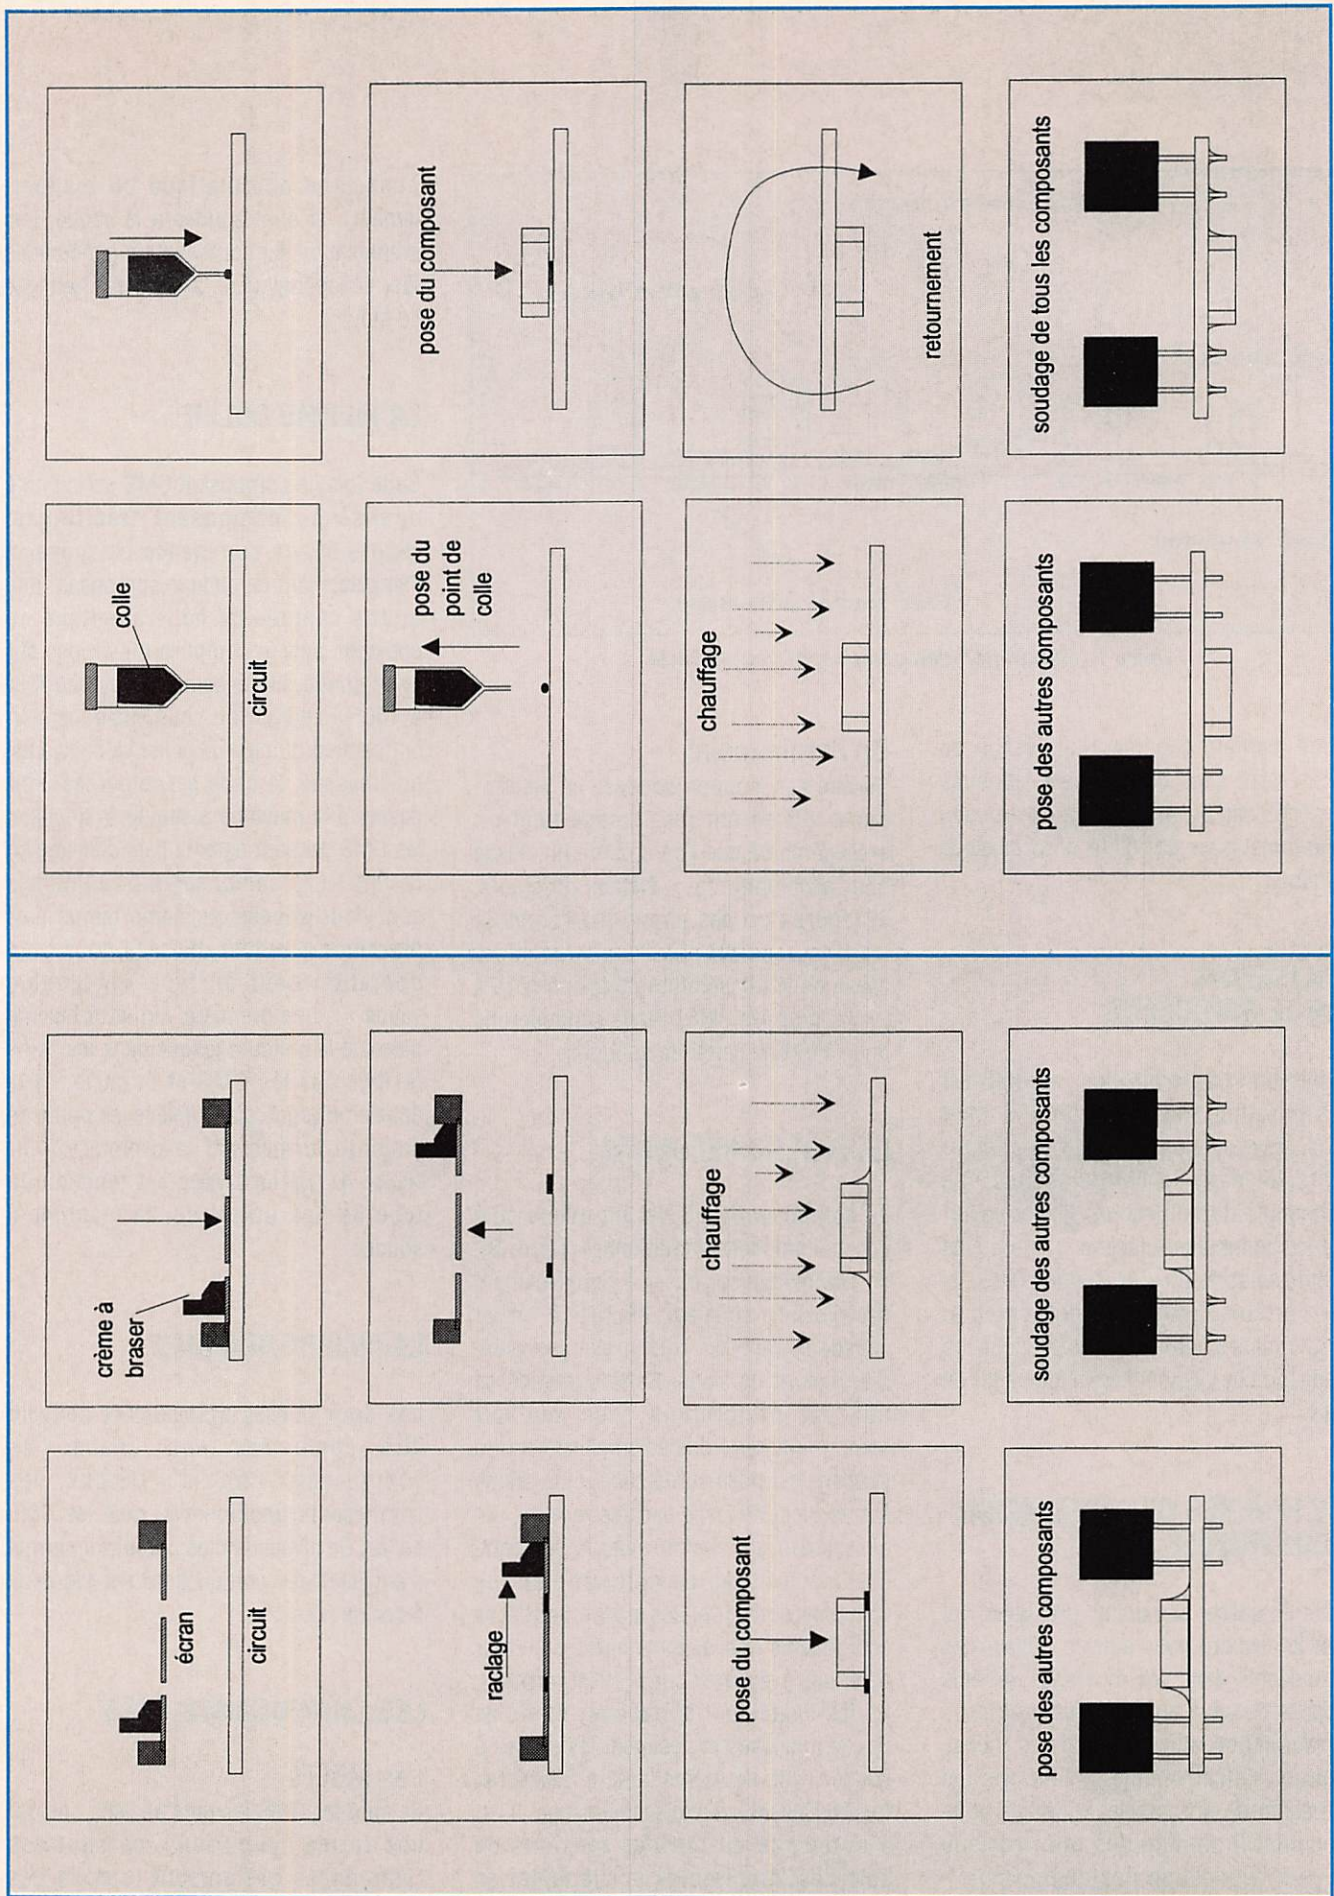 écran
circuit
crème à
braser
raclage
pose du composant
chauffage
pose des autres composants
soudage des autres composants
colle
circuit
pose du
point de
colle
pose du composant
chauffage
retournement
pose des autres composants
soudage de tous les composants